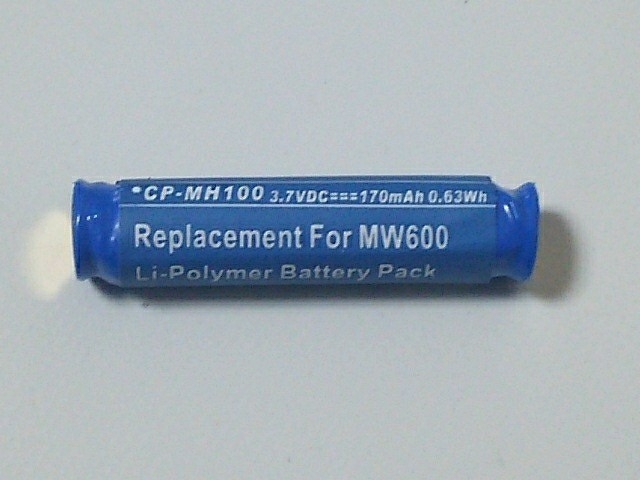 *CP-MH100 3.7VDC===170mAh 0.63Wh
Replacement For MW600
Li-Polymer Battery Pack